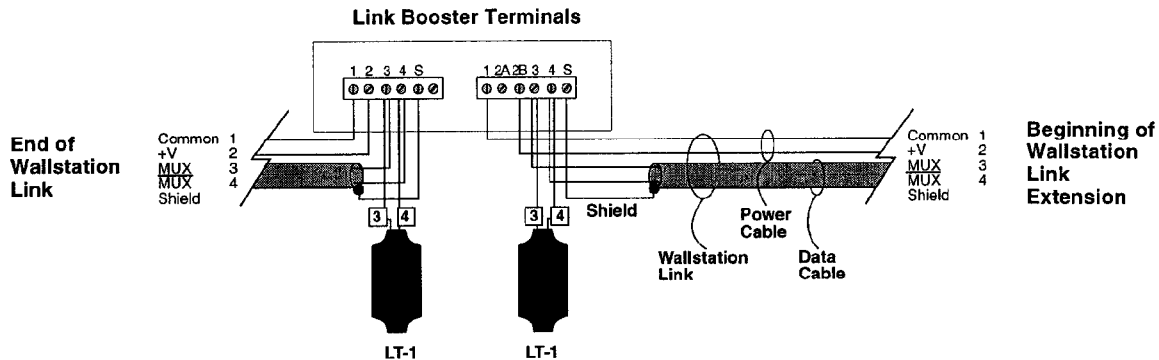 Link Booster Terminals
1 2 3 4 S
1 2A 2B 3 4 S
End of
Wallstation
Link
Common 1
+V 2
MUX 3
MUX 4
Shield
Common 1
+V 2
MUX 3
MUX 4
Shield
Beginning of
Wallstation
Link
Extension
3 4
3 4
Shield
Power
Cable
Wallstation
Link
Data
Cable
LT-1
LT-1